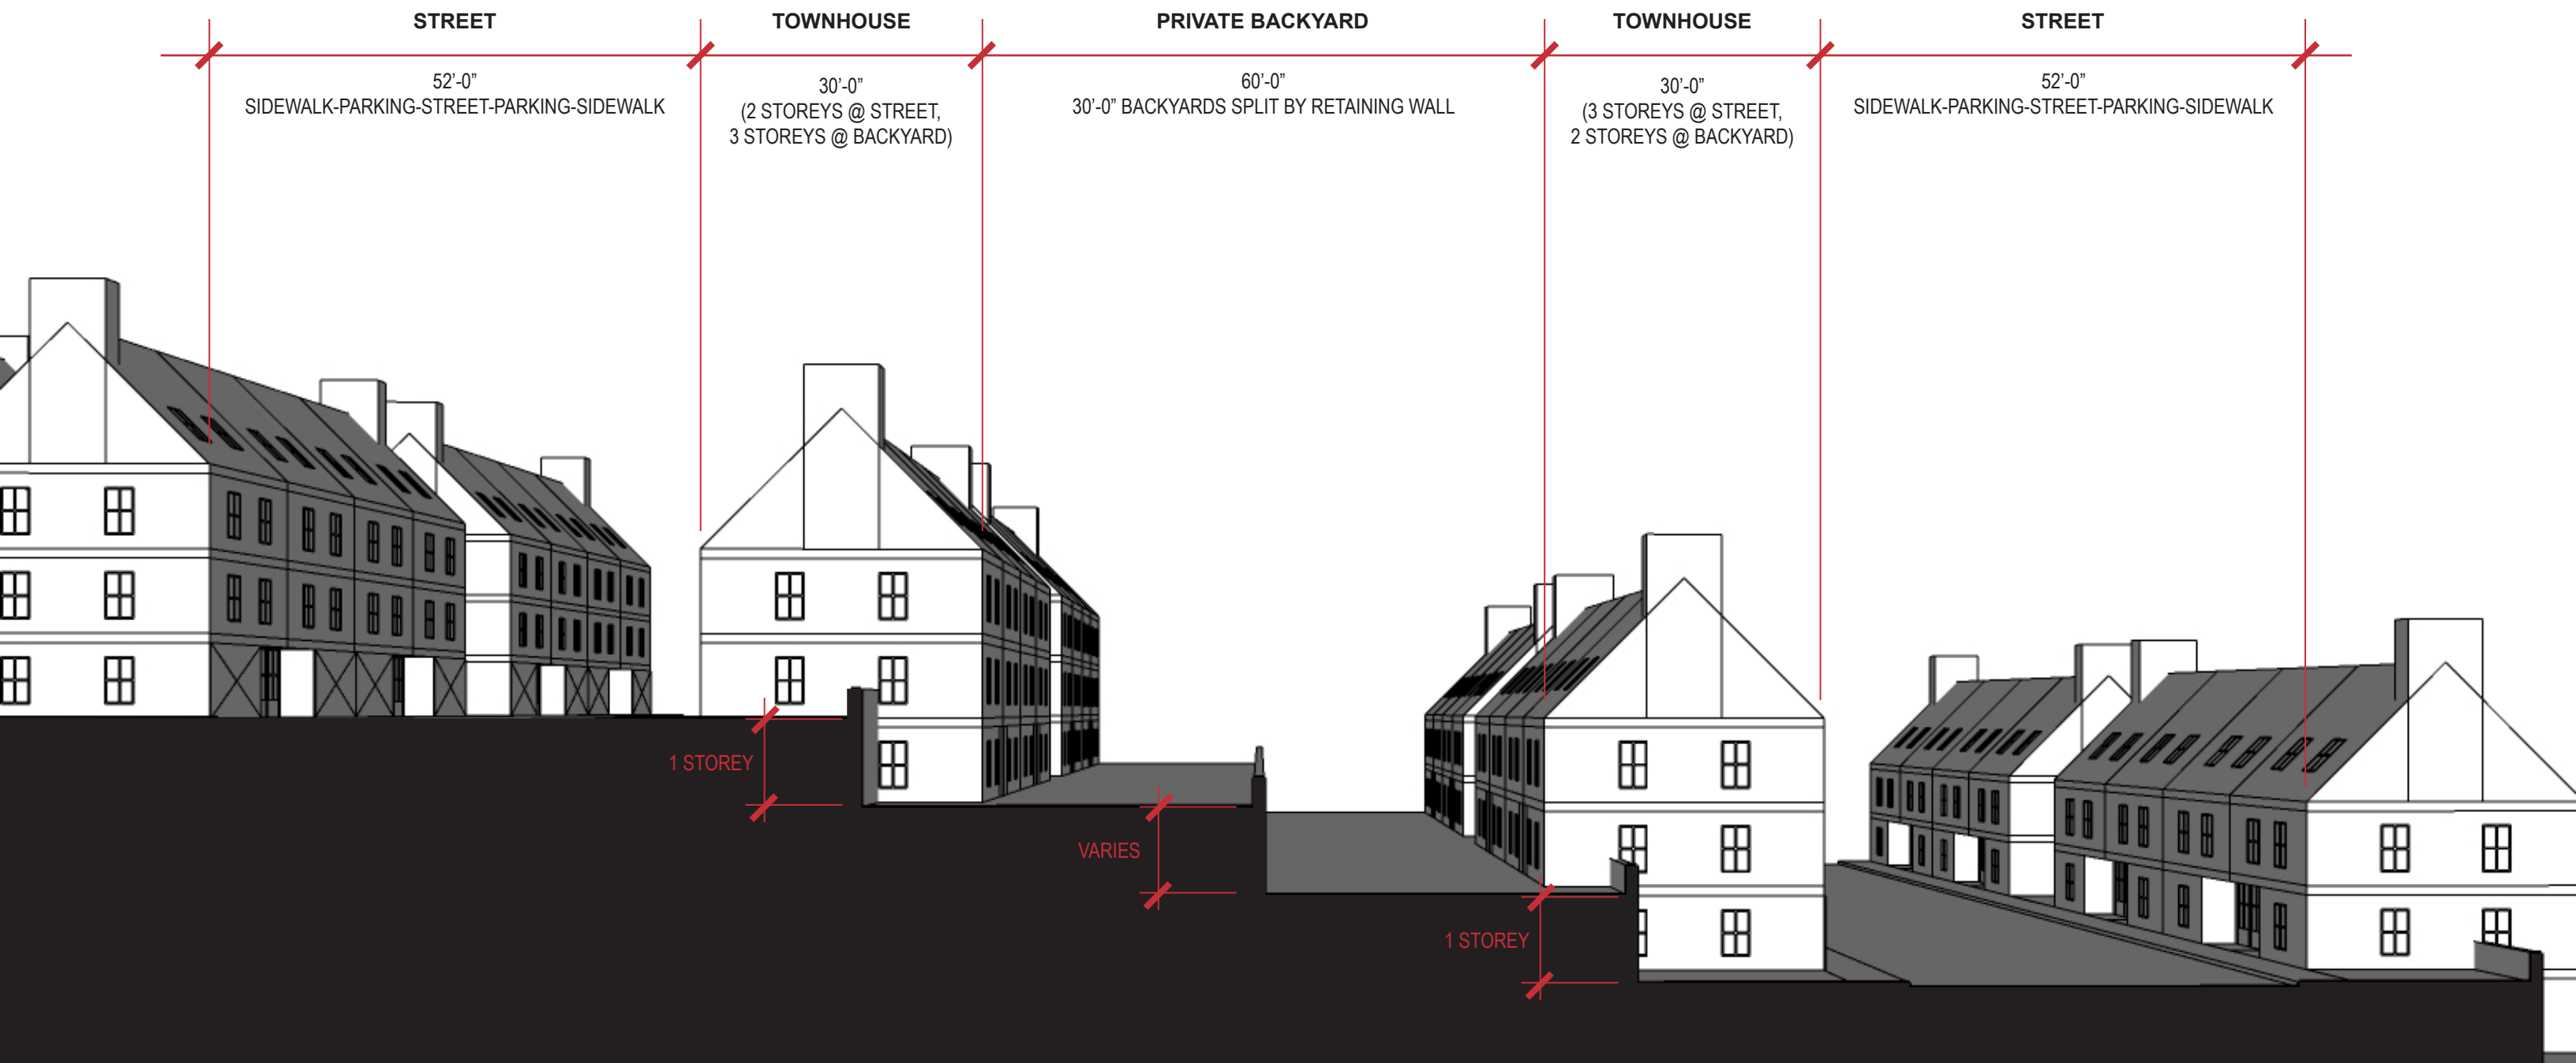 STREET
52’-0”
SIDEWALK-PARKING-STREET-PARKING-SIDEWALK
TOWNHOUSE
30’-0”
(2 STOREYS @ STREET,
3 STOREYS @ BACKYARD)
PRIVATE BACKYARD
60’-0”
30’-0” BACKYARDS SPLIT BY RETAINING WALL
TOWNHOUSE
30’-0”
(3 STOREYS @ STREET,
2 STOREYS @ BACKYARD)
STREET
52’-0”
SIDEWALK-PARKING-STREET-PARKING-SIDEWALK
1 STOREY
VARIES
1 STOREY